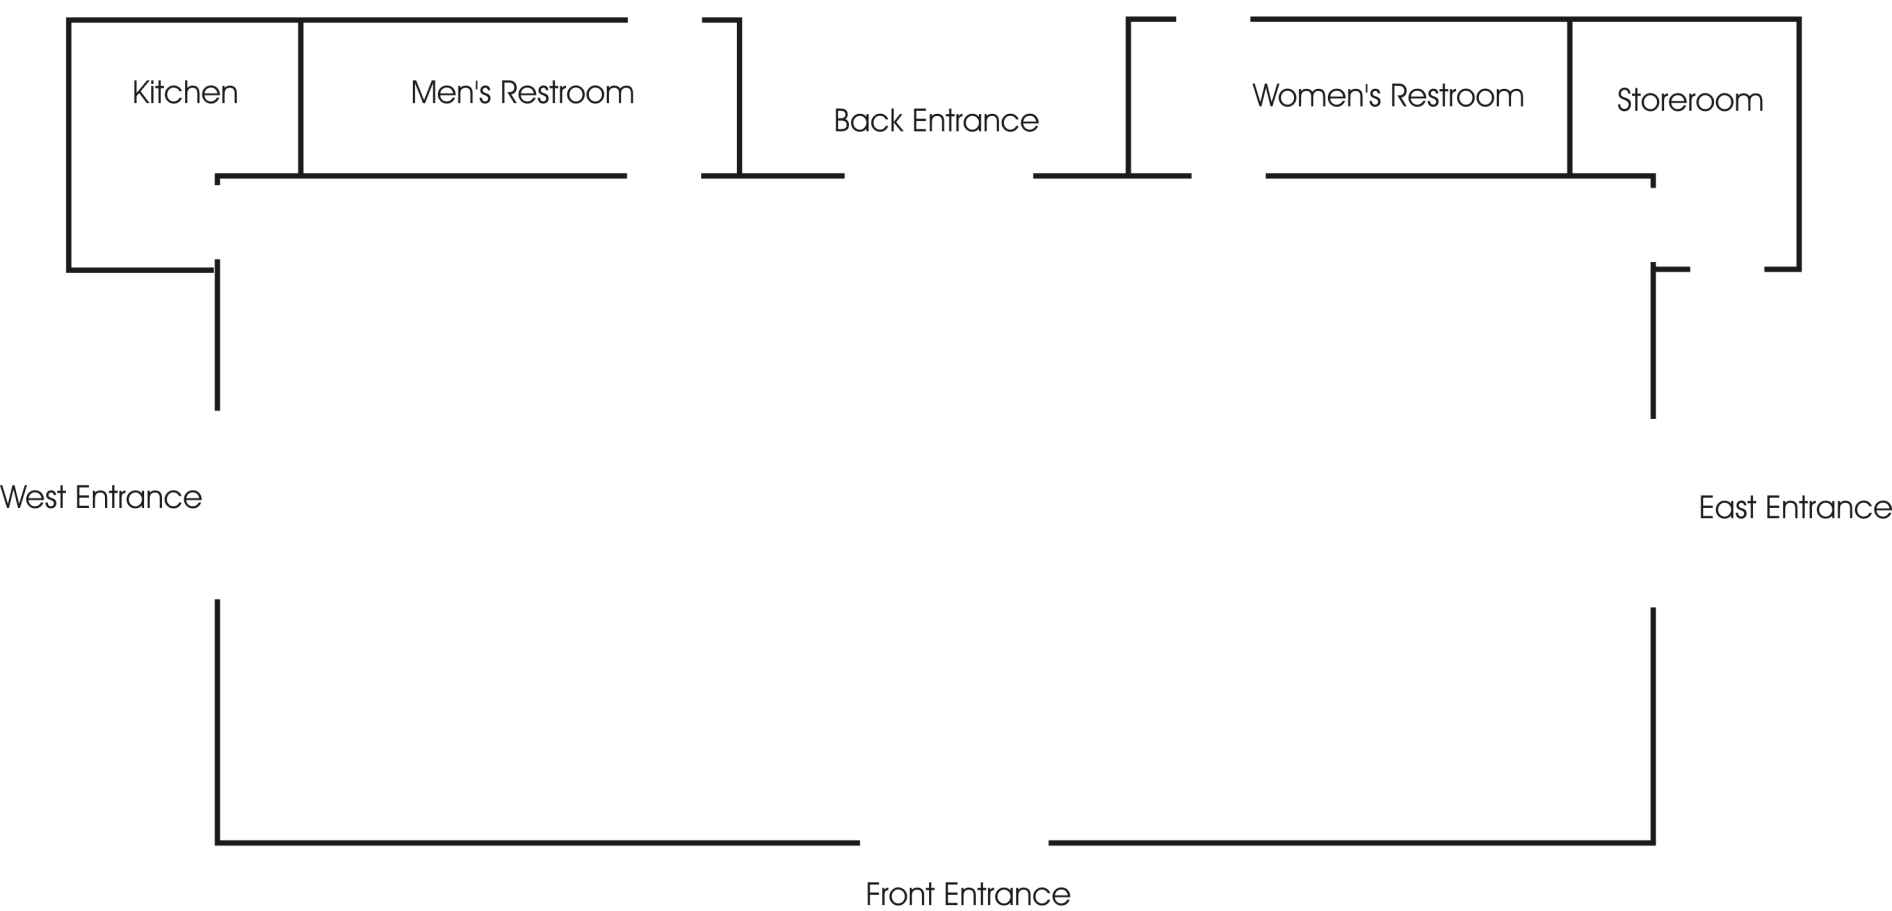 Kitchen
Men's Restroom
Back Entrance
Women's Restroom
Storeroom
West Entrance
East Entrance
Front Entrance